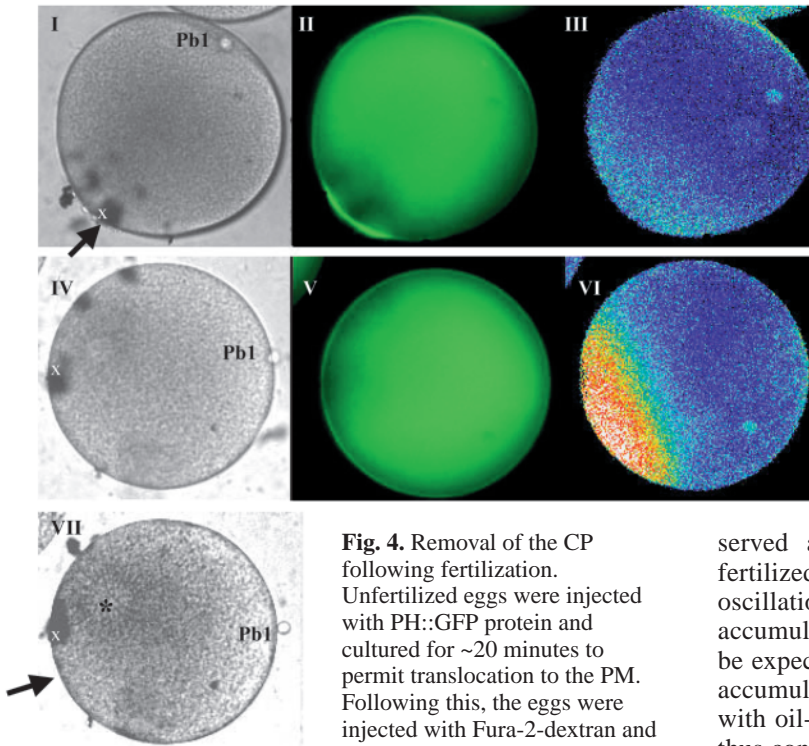 I
Pb1
x
II
III
IV
Pb1
x
V
VI
VII
*
x
Pb1
Fig. 4. Removal of the CP
following fertilization.
Unfertilized eggs were injected
with PH::GFP protein and
cultured for ~20 minutes to
permit translocation to the PM.
Following this, the eggs were
injected with Fura-2-dextran and
served a
fertilized
oscillation
accumul
be expec
accumul
with oil-